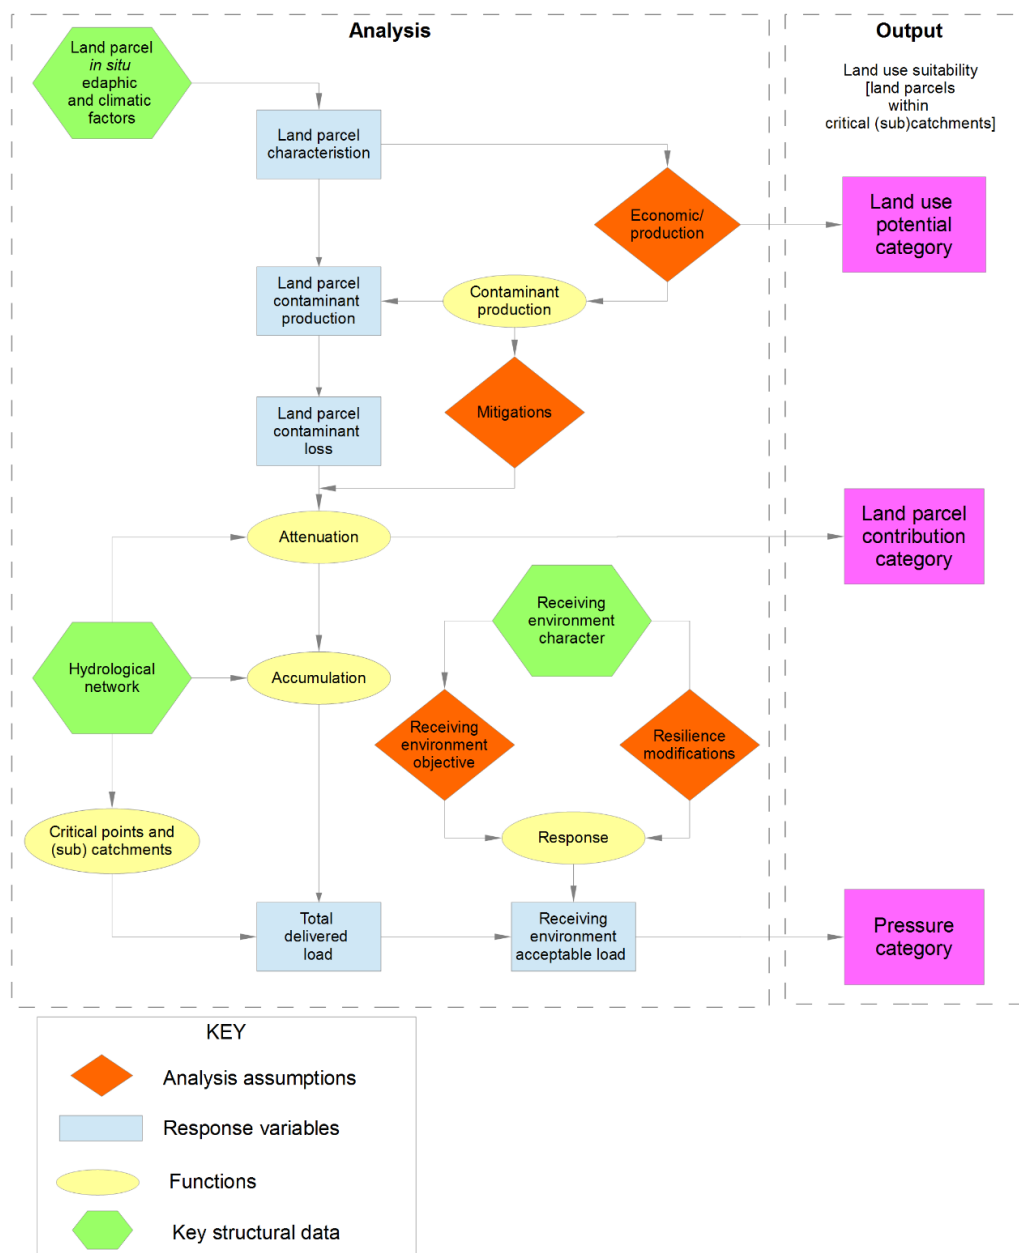 Analysis
Output
Land parcel
in situ
edaphic
and climatic
factors
Land use suitability
[land parcels
within
critical (sub)catchments]
Land parcel
characteristion
Economic/
production
Land use
potential
category
Land parcel
contaminant
production
Contaminant
production
Mitigations
Land parcel
contaminant
loss
Attenuation
Land parcel
contribution
category
Receiving
environment
character
Hydrological
network
Accumulation
Receiving
environment
objective
Resilience
modifications
Critical points and
(sub) catchments
Response
Total
delivered
load
Receiving
environment
acceptable load
Pressure
category
KEY
Analysis assumptions
Response variables
Functions
Key structural data